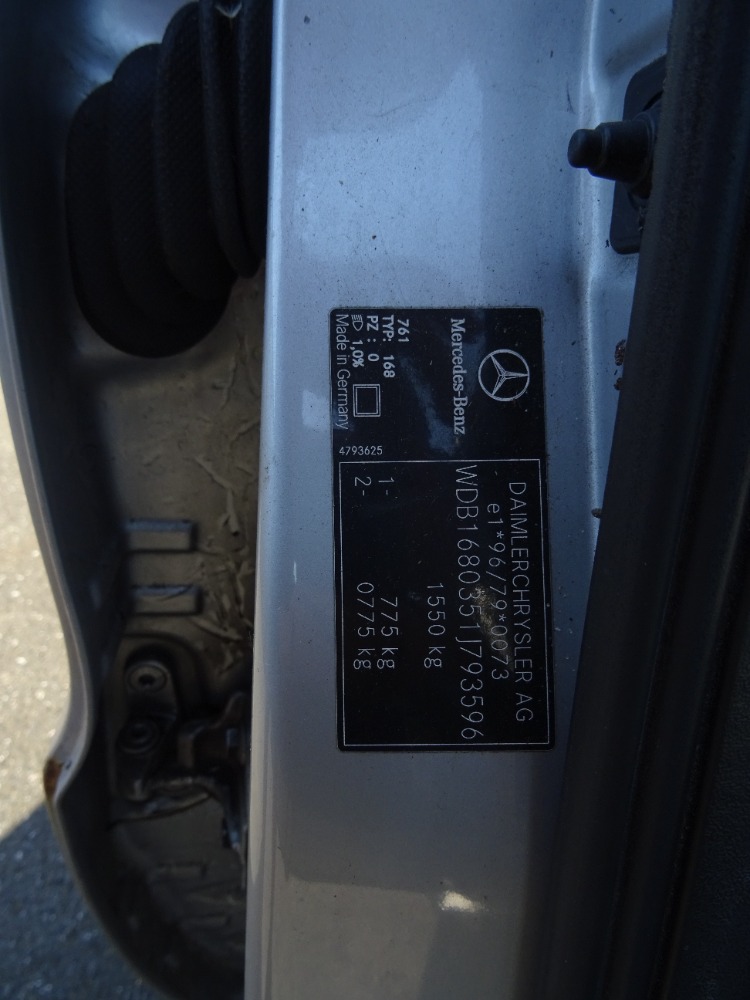 Mercedes-Benz
761
TYP: 168
PZ : 0
1,0%
Made in Germany
4793625
DAIMLERCHRYSLER AG
e1*96/79*0073
WDB1680351J793596
1550 kg
1- 775 kg
2- 0775 kg